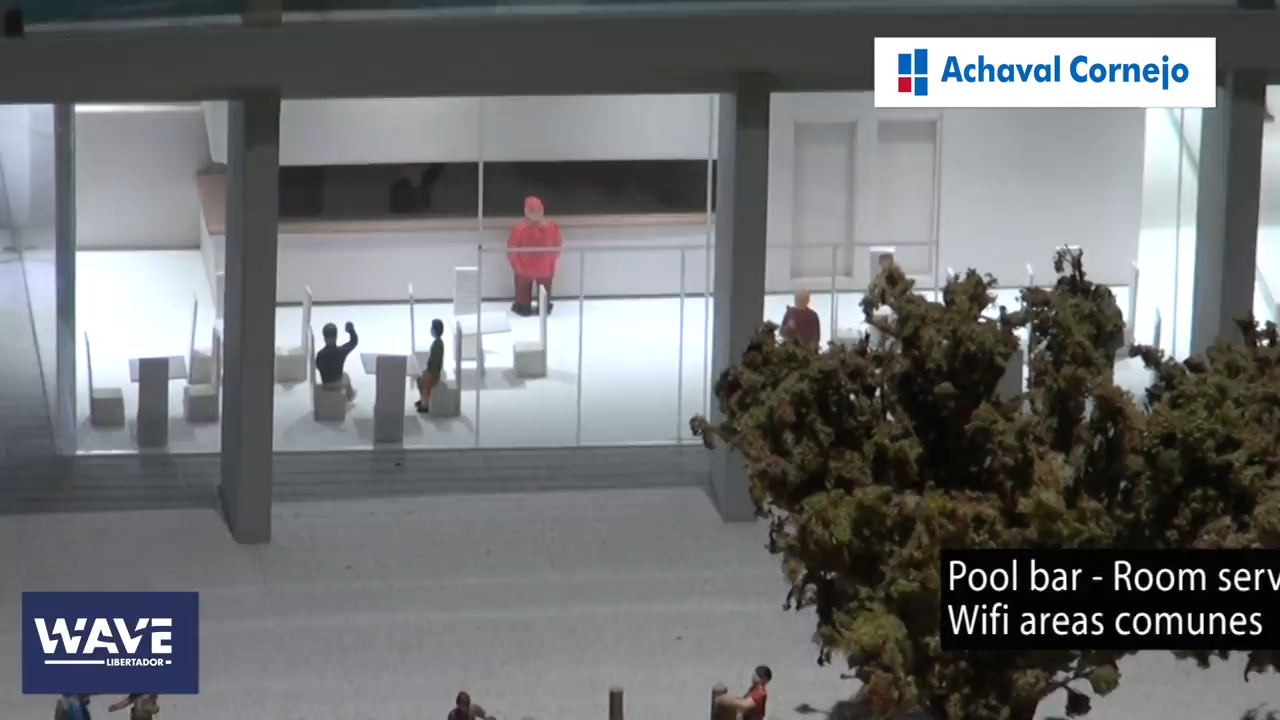 Achaval Cornejo
Pool bar - Room serv
Wifi areas comunes
WAVE
LIBERTADOR